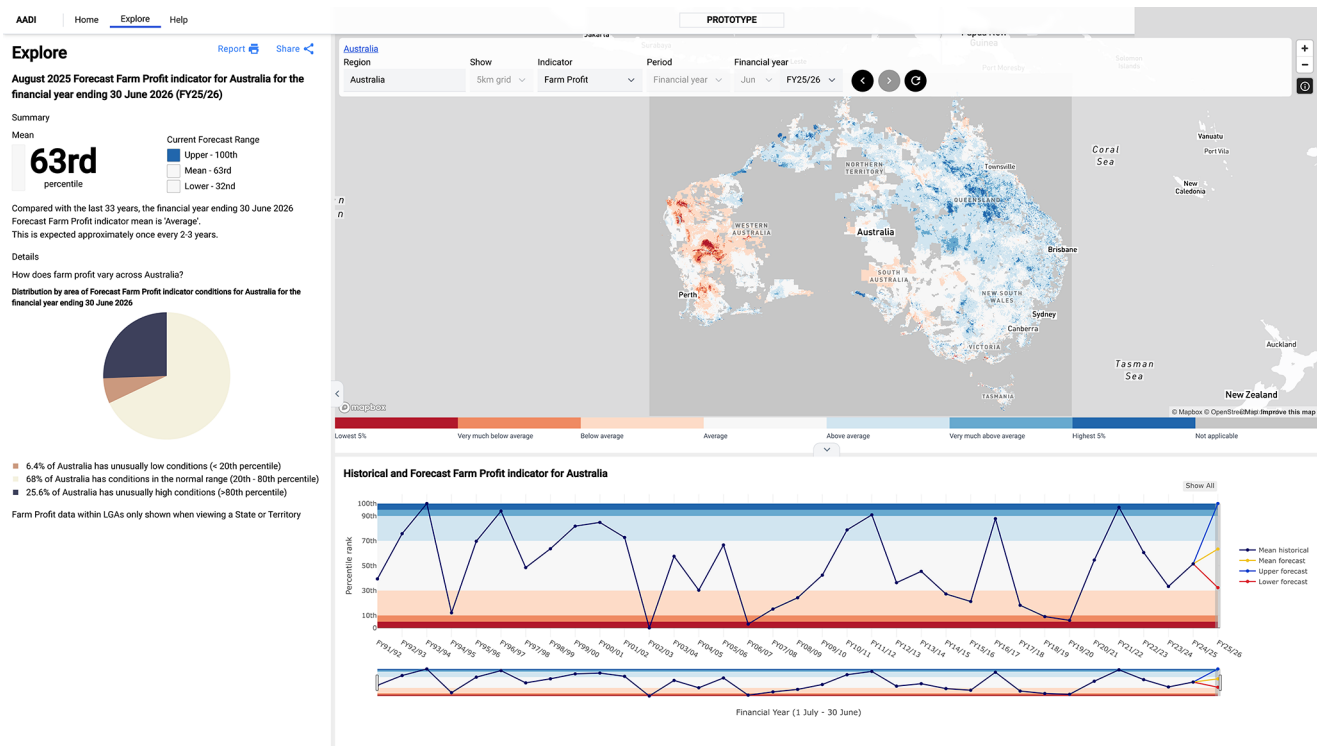 AADI
Home
Explore
Help
PROTOTYPE
Explore
Report
Share
August 2025 Forecast Farm Profit indicator for Australia for the
financial year ending 30 June 2026 (FY25/26)
Summary
Mean
63rd
percentile
Current Forecast Range
Upper - 100th
Mean - 63rd
Lower - 32nd
Compared with the last 33 years, the financial year ending 30 June 2026
Forecast Farm Profit indicator mean is 'Average'.
This is expected approximately once every 2-3 years.
Details
How does farm profit vary across Australia?
Distribution by area of Forecast Farm Profit indicator conditions for Australia for the
financial year ending 30 June 2026
6.4% of Australia has unusually low conditions (< 20th percentile)
68% of Australia has conditions in the normal range (20th - 80th percentile)
25.6% of Australia has unusually high conditions (>80th percentile)
Farm Profit data within LGAs only shown when viewing a State or Territory
Jakarta
Surabaya
Papua New
Guinea
Port Moresby
Solomon
Islands
Australia
Region
Show
Indicator
Period
Financial year
Australia
5km grid
Farm Profit
Financial year
Jun
FY25/26
Vanuatu
Port Vila
Coral
Sea
New
Caledonia
NORTHERN
TERRITORY
Townsville
QUEENSLAND
WESTERN
AUSTRALIA
Australia
Brisbane
SOUTH
AUSTRALIA
Perth
NEW SOUTH
WALES
Sydney
Canberra
VICTORIA
Auckland
Tasman
Sea
TASMANIA
New Zealand
mapbox
© Mapbox © OpenStreetMap Improve this map
Lowest 5%
Very much below average
Below average
Average
Above average
Very much above average
Highest 5%
Not applicable
Historical and Forecast Farm Profit indicator for Australia
Show All
Percentile rank
100th
90th
70th
50th
30th
10th
0
Mean historical
Mean forecast
Upper forecast
Lower forecast
FY91/92
FY92/93
FY93/94
FY94/95
FY95/96
FY96/97
FY97/98
FY98/99
FY99/00
FY00/01
FY01/02
FY02/03
FY03/04
FY04/05
FY05/06
FY06/07
FY07/08
FY08/09
FY09/10
FY10/11
FY11/12
FY12/13
FY13/14
FY14/15
FY15/16
FY16/17
FY17/18
FY18/19
FY19/20
FY20/21
FY21/22
FY22/23
FY23/24
FY24/25
FY25/26
Financial Year (1 July - 30 June)